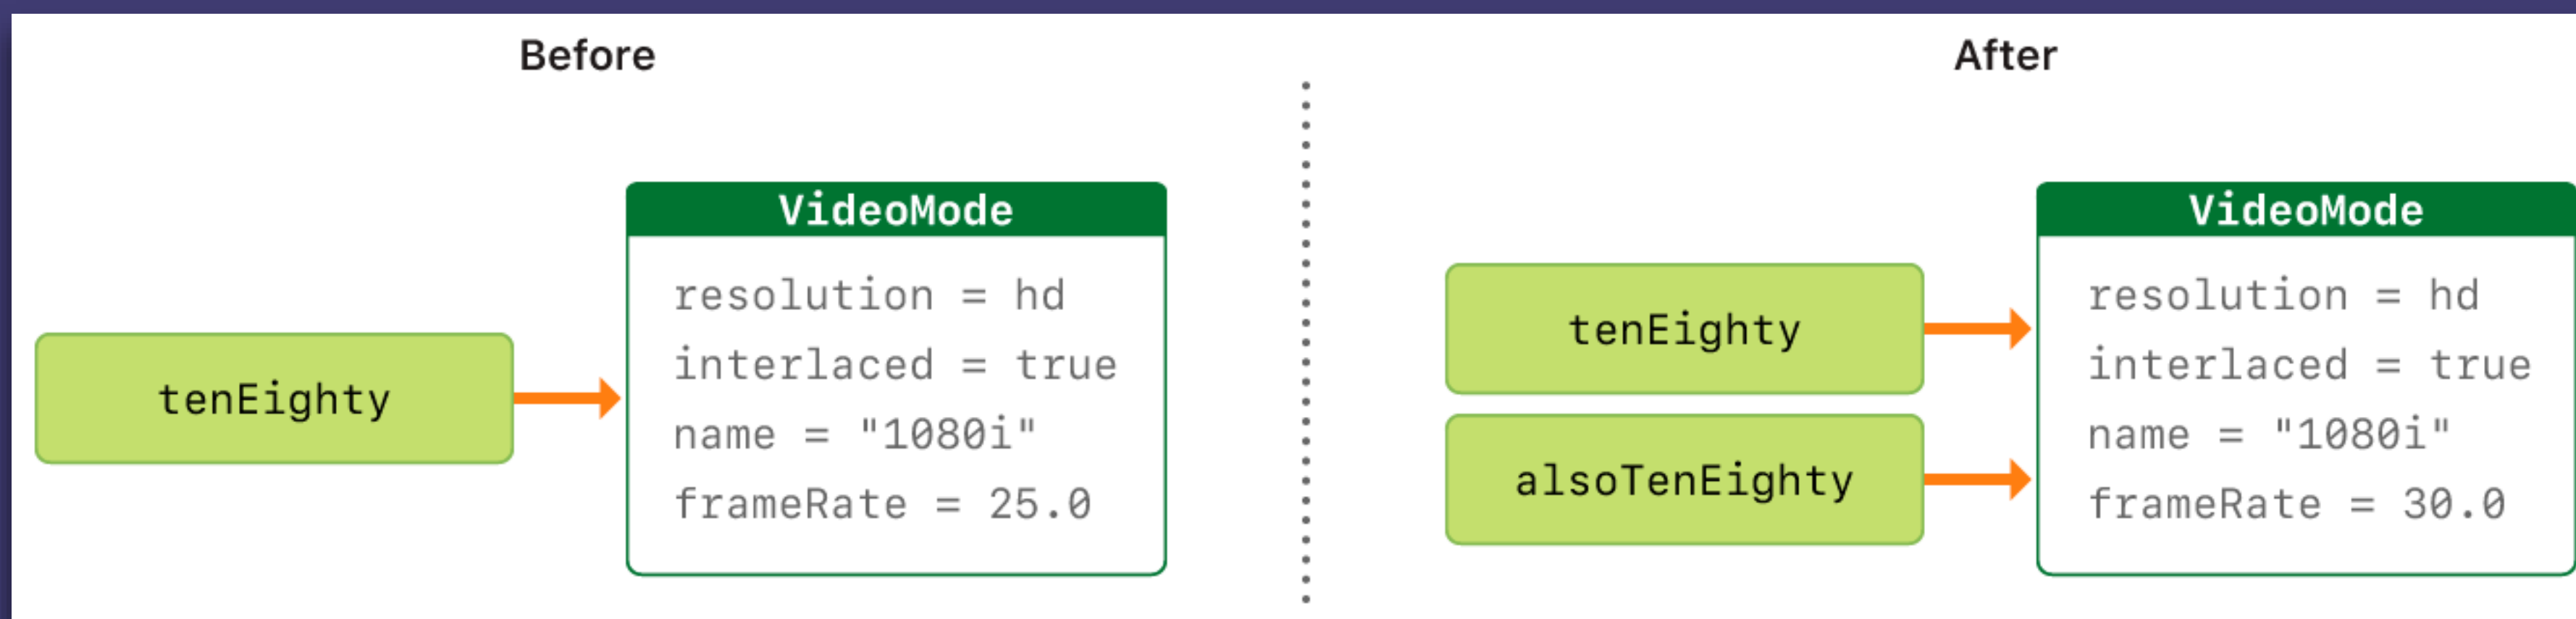 Before
VideoMode
resolution = hd
interlaced = true
name = "1080i"
frameRate = 25.0
tenEighty
After
VideoMode
resolution = hd
interlaced = true
name = "1080i"
frameRate = 30.0
tenEighty
alsoTenEighty